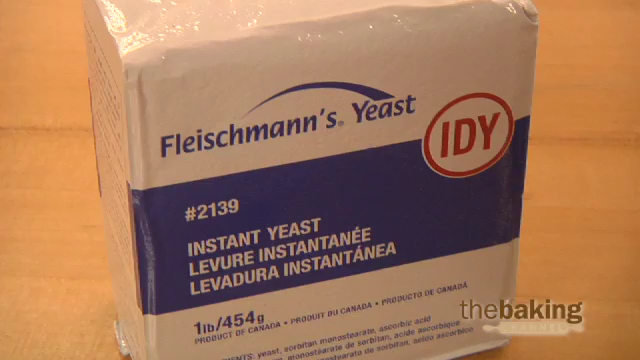 Fleischmann's® Yeast
IDY
#2139
INSTANT YEAST
LEVURE INSTANTANÉE
LEVADURA INSTANTÁNEA
1lb/454g
PRODUCT OF CANADA • PRODUIT DU CANADA • PRODUCTO DE CANADÁ
yeast, sorbitan monostearate, ascorbic acid
de sorbitan, acide ascorbique
thebaking
channel